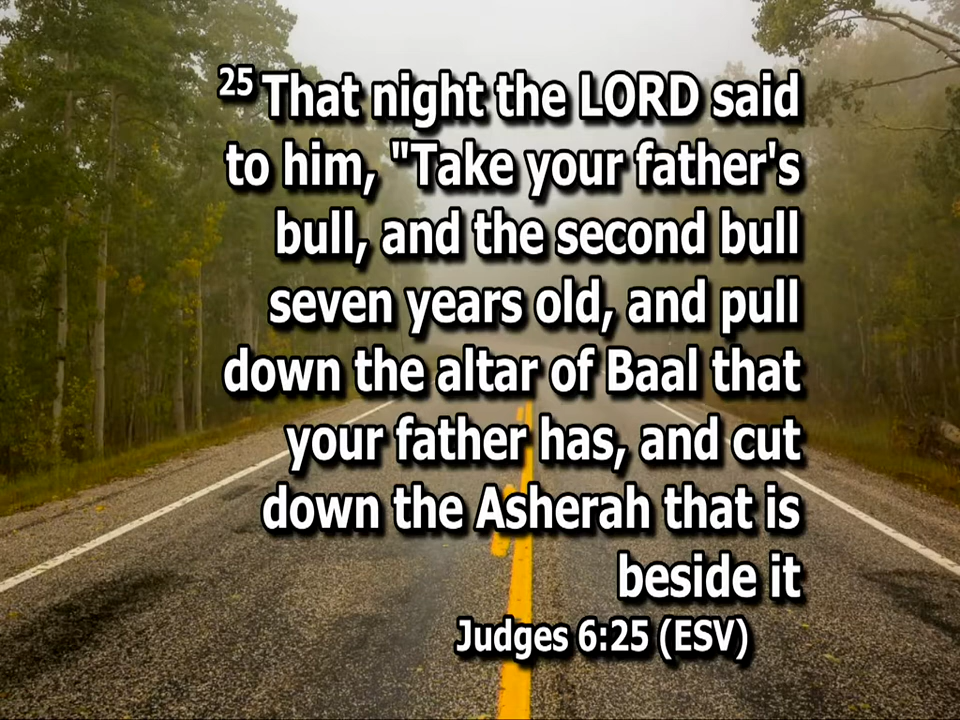 25 That night the LORD said
to him, "Take your father's
bull, and the second bull
seven years old, and pull
down the altar of Baal that
your father has, and cut
down the Asherah that is
beside it
Judges 6:25 (ESV)